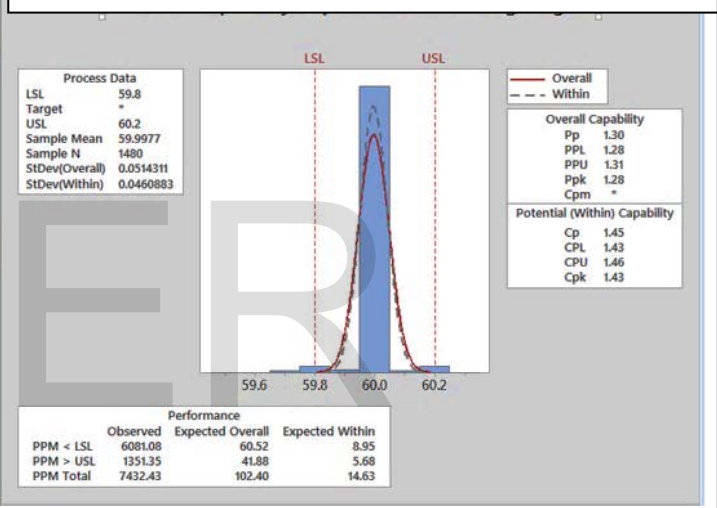 LSL USL
Process Data
LSL 59.8
Target *
USL 60.2
Sample Mean 59.9977
Sample N 1480
StDev(Overall) 0.0514311
StDev(Within) 0.0460883
Overall
Within
Overall Capability
Pp 1.30
PPL 1.28
PPU 1.31
Ppk 1.28
Cpm *
Potential (Within) Capability
Cp 1.45
CPL 1.43
CPU 1.46
Cpk 1.43
59.6 59.8 60.0 60.2
Performance
Observed Expected Overall Expected Within
PPM < LSL 6081.08 60.52 8.95
PPM > USL 1351.35 41.88 5.68
PPM Total 7432.43 102.40 14.63
ER